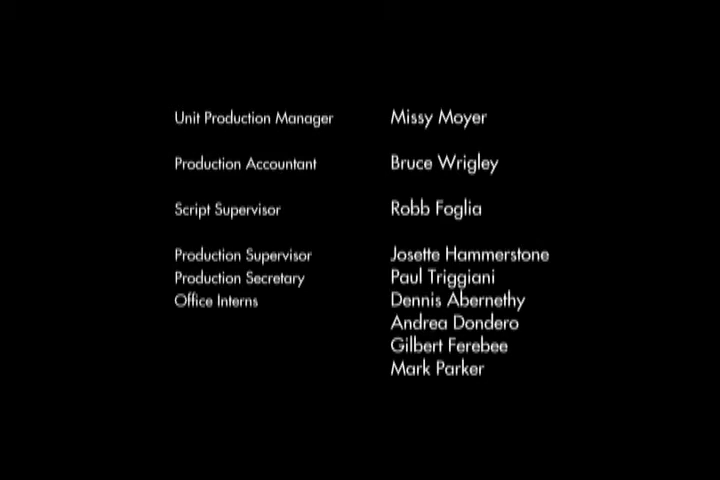 Unit Production Manager Missy Moyer
Production Accountant Bruce Wrigley
Script Supervisor Robb Foglia
Production Supervisor Josette Hammerstone
Production Secretary Paul Triggiani
Office Interns Dennis Abernethy
Andrea Dondero
Gilbert Ferebee
Mark Parker